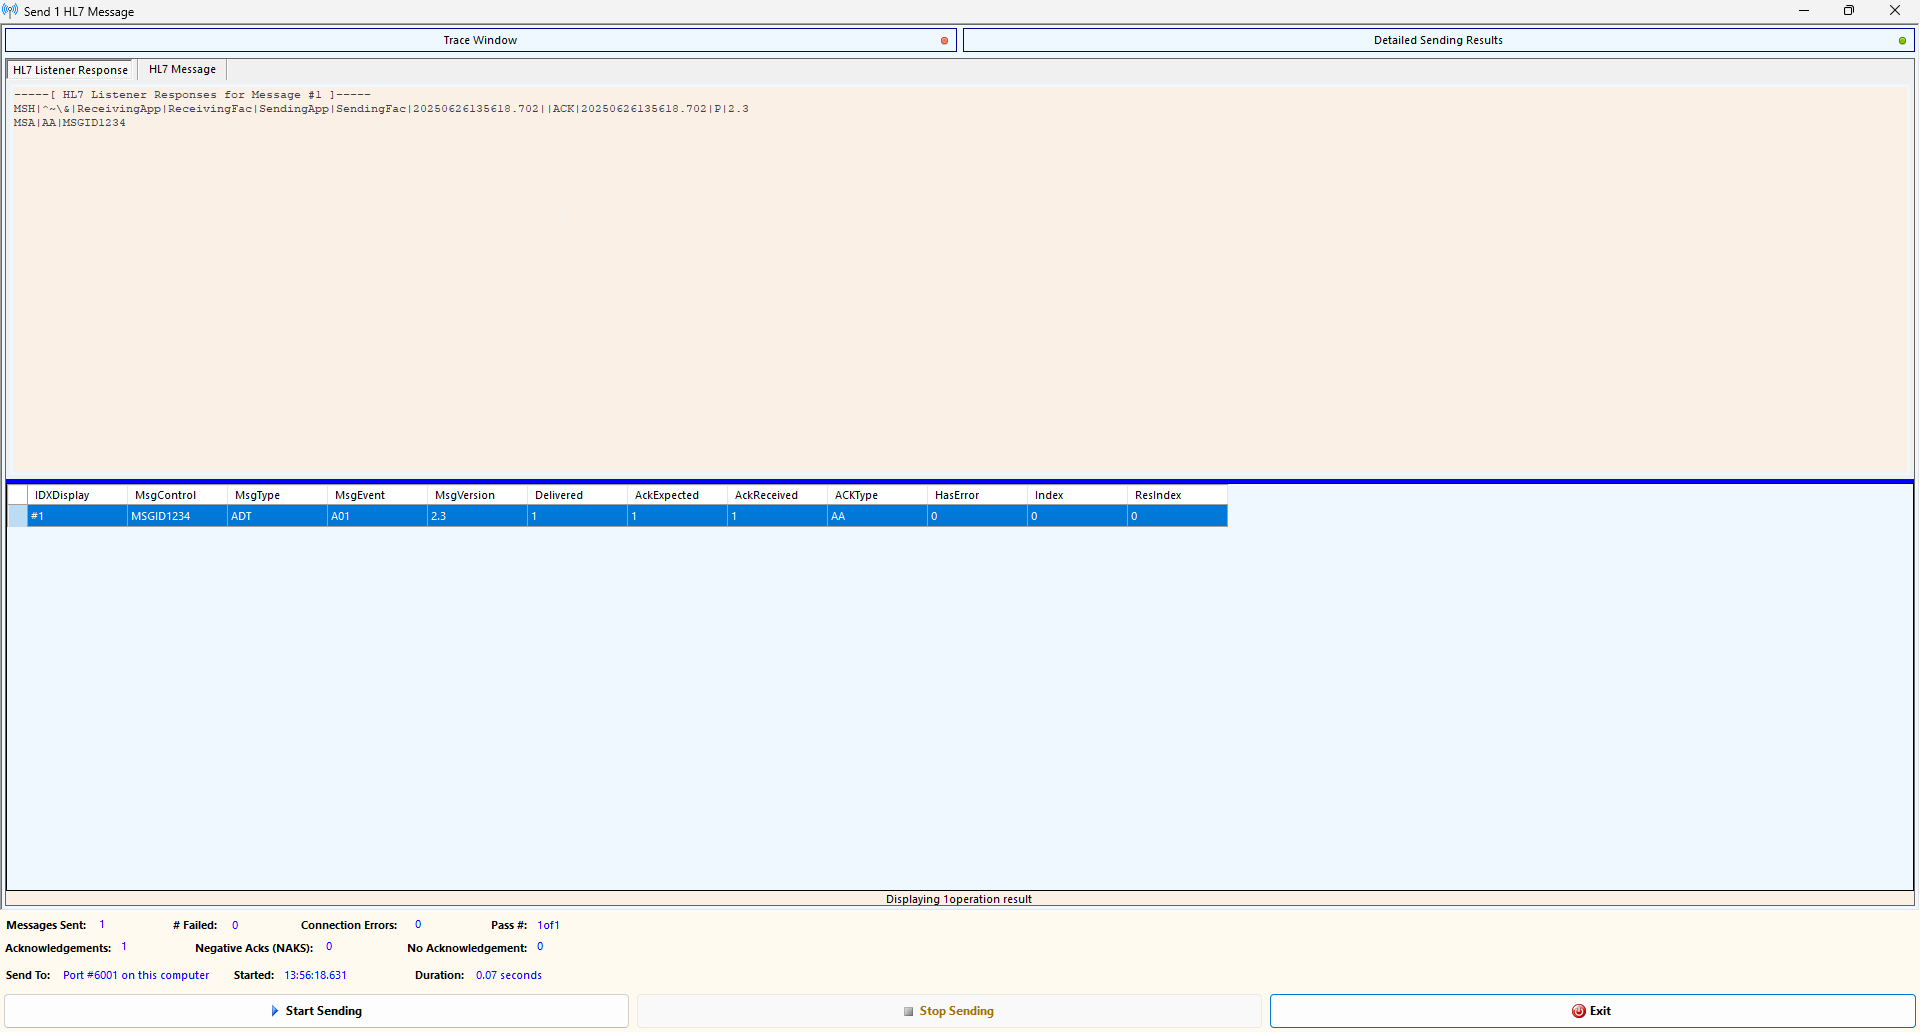 Send 1 HL7 Message
Trace Window
Detailed Sending Results
HL7 Listener Response
HL7 Message
-----[ HL7 Listener Responses for Message #1 ]-----
MSH|^~\&|ReceivingApp|ReceivingFac|SendingApp|SendingFac|20250626135618.702||ACK|20250626135618.702|P|2.3
MSA|AA|MSGID1234
IDXDisplay MsgControl MsgType MsgEvent MsgVersion Delivered AckExpected AckReceived ACKType HasError Index ResIndex
#1 MSGID1234 ADT A01 2.3 1 1 1 AA 0 0 0
Displaying 1operation result
Messages Sent: 1 # Failed: 0 Connection Errors: 0 Pass #: 1of1
Acknowledgements: 1 Negative Acks (NAKS): 0 No Acknowledgement: 0
Send To: Port #6001 on this computer Started: 13:56:18.631 Duration: 0.07 seconds
Start Sending
Stop Sending
Exit